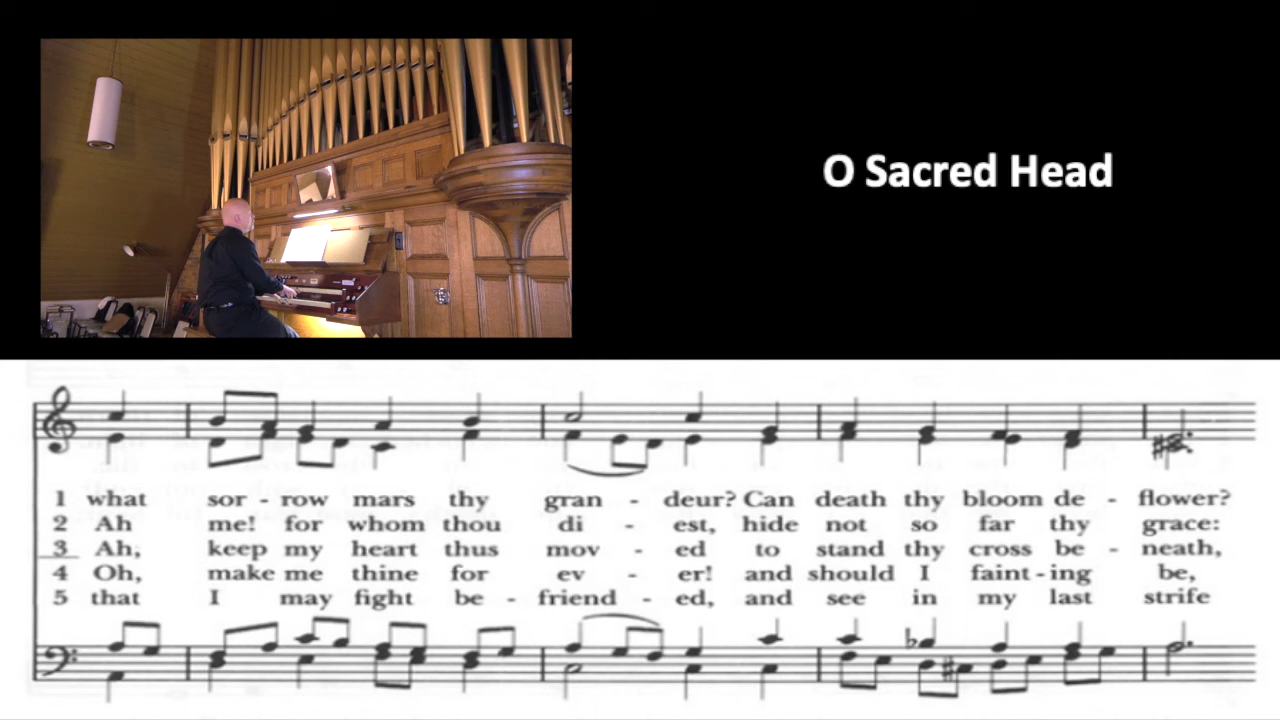 O Sacred Head
1 what sor - row mars thy gran - deur? Can death thy bloom de - flower?
2 Ah me! for whom thou di - est, hide not so far thy grace:
3 Ah, keep my heart thus mov - ed to stand thy cross be - neath,
4 Oh, make me thine for ev - er! and should I faint - ing be,
5 that I may fight be - friend - ed, and see in my last strife